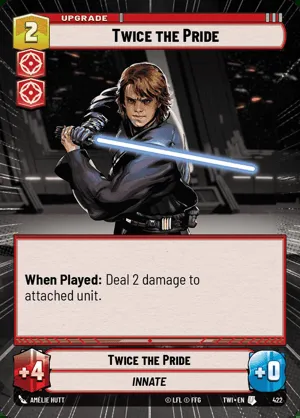 UPGRADE
2
TWICE THE PRIDE
When Played: Deal 2 damage to
attached unit.
+4
TWICE THE PRIDE
+0
INNATE
AMÉLIE HUTT
© LFL © FFG
TWI • EN
422